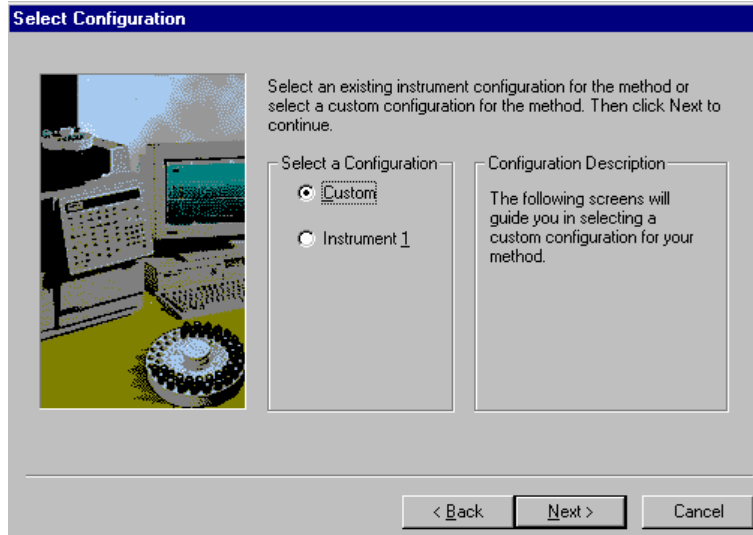 Select Configuration
Select an existing instrument configuration for the method or
select a custom configuration for the method. Then click Next to
continue.
Select a Configuration
Custom
Instrument 1
Configuration Description
The following screens will
guide you in selecting a
custom configuration for your
method.
< Back
Next >
Cancel